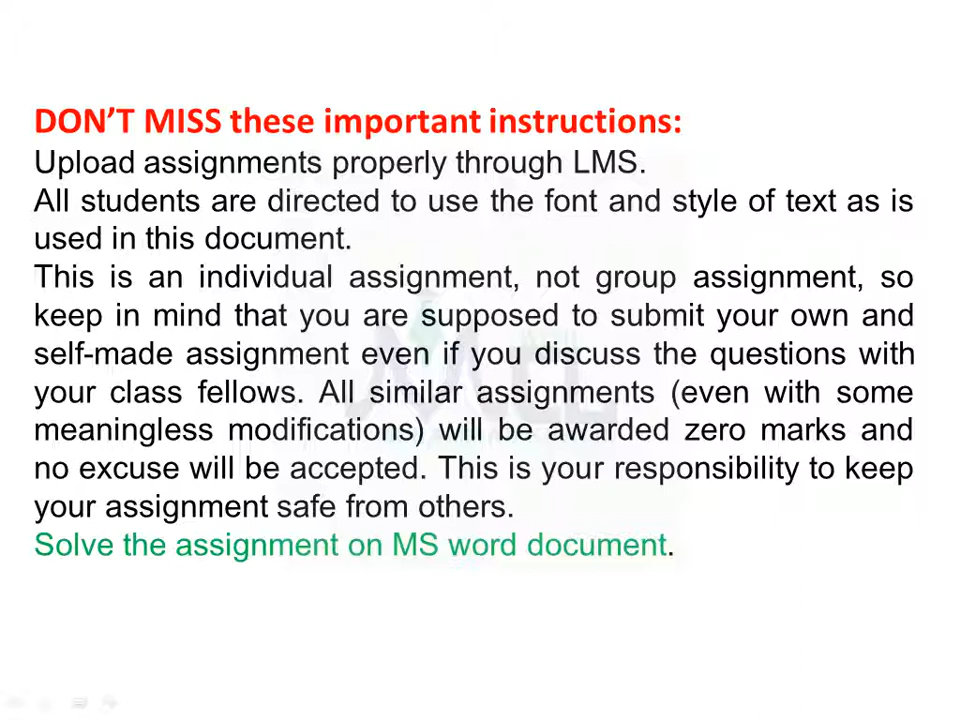 DON'T MISS these important instructions:
Upload assignments properly through LMS.
All students are directed to use the font and style of text as is
used in this document.
This is an individual assignment, not group assignment, so
keep in mind that you are supposed to submit your own and
self-made assignment even if you discuss the questions with
your class fellows. All similar assignments (even with some
meaningless modifications) will be awarded zero marks and
no excuse will be accepted. This is your responsibility to keep
your assignment safe from others.
Solve the assignment on MS word document.